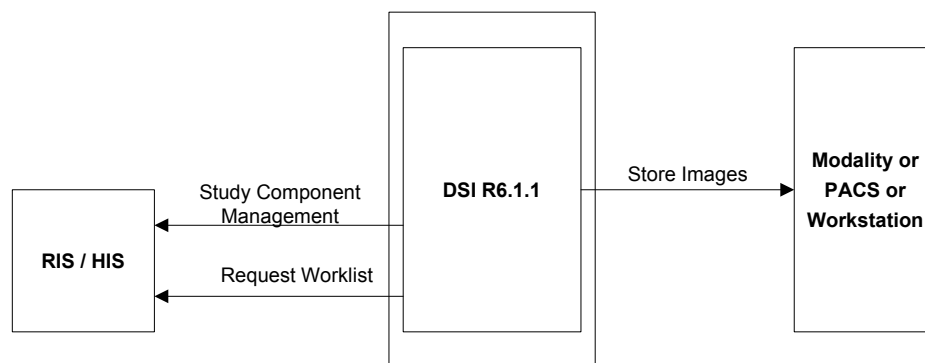 Study Component
Management
RIS / HIS
Request Worklist
DSI R6.1.1
Store Images
Modality or
PACS or
Workstation